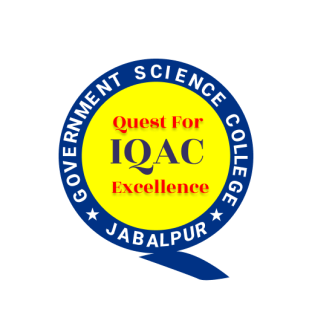 GOVERNMENT SCIENCE COLLEGE
Quest For
IQAC
Excellence
★ JABALPUR ★